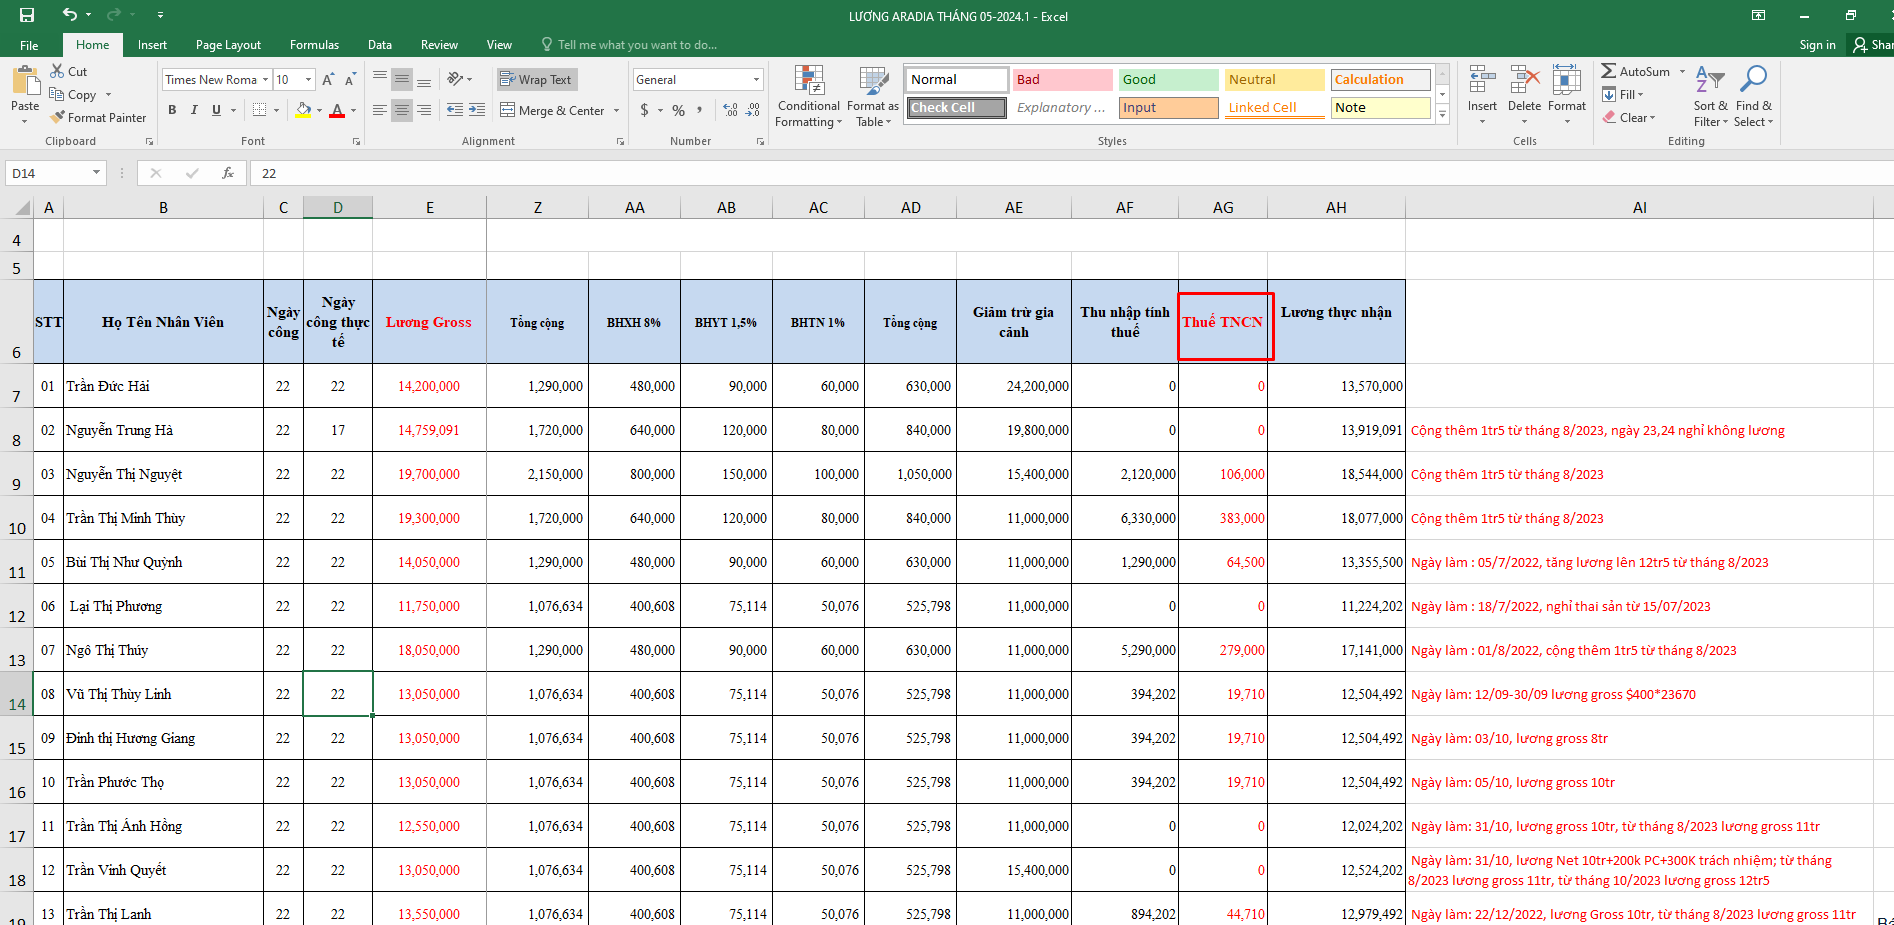 LƯƠNG ARADIA THÁNG 05-2024.1 - Excel
File Home Insert Page Layout Formulas Data Review View Tell me what you want to do... Sign in Shar
Paste Cut Copy Format Painter Clipboard
Times New Roma 10 B I U A A A Font
Wrap Text Merge & Center Alignment
General $ % , Number
Conditional Formatting Format as Table
Normal Bad Good Neutral Calculation
Check Cell Explanatory ... Input Linked Cell Note
Styles
Insert Delete Format Cells
AutoSum Fill Clear Sort & Filter Find & Select Editing
D14 fx 22
A B C D E Z AA AB AC AD AE AF AG AH AI
4
5
6 STT Họ Tên Nhân Viên Ngày công Ngày công thực tế Lương Gross Tổng cộng BHXH 8% BHYT 1,5% BHTN 1% Tổng cộng Giảm trừ gia cảnh Thu nhập tính thuế Thuế TNCN Lương thực nhận
7 01 Trần Đức Hải 22 22 14,200,000 1,290,000 480,000 90,000 60,000 630,000 24,200,000 0 0 13,570,000
8 02 Nguyễn Trung Hà 22 17 14,759,091 1,720,000 640,000 120,000 80,000 840,000 19,800,000 0 0 13,919,091 Cộng thêm 1tr5 từ tháng 8/2023, ngày 23,24 nghỉ không lương
9 03 Nguyễn Thị Nguyệt 22 22 19,700,000 2,150,000 800,000 150,000 100,000 1,050,000 15,400,000 2,120,000 106,000 18,544,000 Cộng thêm 1tr5 từ tháng 8/2023
10 04 Trần Thị Minh Thùy 22 22 19,300,000 1,720,000 640,000 120,000 80,000 840,000 11,000,000 6,330,000 383,000 18,077,000 Cộng thêm 1tr5 từ tháng 8/2023
11 05 Bùi Thị Như Quỳnh 22 22 14,050,000 1,290,000 480,000 90,000 60,000 630,000 11,000,000 1,290,000 64,500 13,355,500 Ngày làm : 05/7/2022, tăng lương lên 12tr5 từ tháng 8/2023
12 06 Lại Thị Phương 22 22 11,750,000 1,076,634 400,608 75,114 50,076 525,798 11,000,000 0 0 11,224,202 Ngày làm : 18/7/2022, nghỉ thai sản từ 15/07/2023
13 07 Ngô Thị Thúy 22 22 18,050,000 1,290,000 480,000 90,000 60,000 630,000 11,000,000 5,290,000 279,000 17,141,000 Ngày làm : 01/8/2022, cộng thêm 1tr5 từ tháng 8/2023
14 08 Vũ Thị Thùy Linh 22 22 13,050,000 1,076,634 400,608 75,114 50,076 525,798 11,000,000 394,202 19,710 12,504,492 Ngày làm: 12/09-30/09 lương gross $400*23670
15 09 Đinh thị Hương Giang 22 22 13,050,000 1,076,634 400,608 75,114 50,076 525,798 11,000,000 394,202 19,710 12,504,492 Ngày làm: 03/10, lương gross 8tr
16 10 Trần Phước Thọ 22 22 13,050,000 1,076,634 400,608 75,114 50,076 525,798 11,000,000 394,202 19,710 12,504,492 Ngày làm: 05/10, lương gross 10tr
17 11 Trần Thị Ánh Hồng 22 22 12,550,000 1,076,634 400,608 75,114 50,076 525,798 11,000,000 0 0 12,024,202 Ngày làm: 31/10, lương gross 10tr, từ tháng 8/2023 lương gross 11tr
18 12 Trần Vinh Quyết 22 22 13,050,000 1,076,634 400,608 75,114 50,076 525,798 15,400,000 0 0 12,524,202 Ngày làm: 31/10, lương Net 10tr+200k PC+300K trách nhiệm; từ tháng
8/2023 lương gross 11tr, từ tháng 10/2023 lương gross 12tr5
19 13 Trần Thị Lanh 22 22 13,550,000 1,076,634 400,608 75,114 50,076 525,798 11,000,000 894,202 44,710 12,979,492 Ngày làm: 22/12/2022, lương Gross 10tr, từ tháng 8/2023 lương gross 11tr